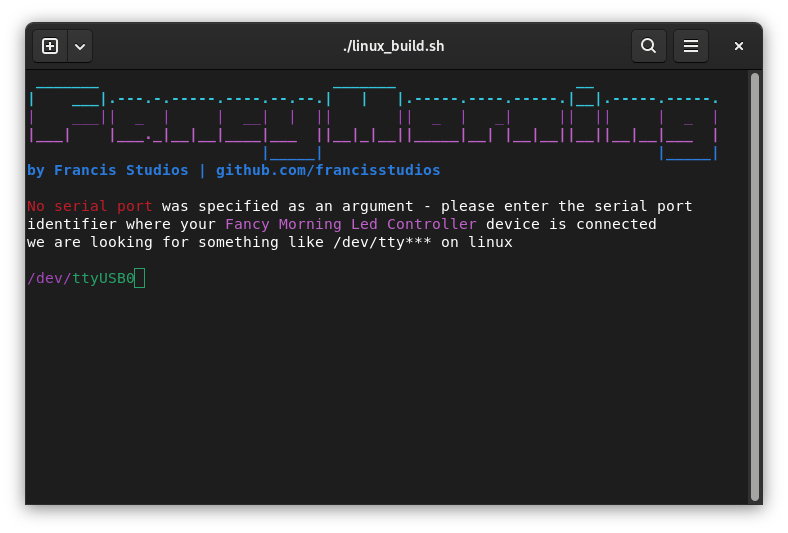 ./linux_build.sh
FancyMorning
by Francis Studios | github.com/francisstudios
No serial port was specified as an argument - please enter the serial port
identifier where your Fancy Morning Led Controller device is connected
we are looking for something like /dev/tty*** on linux
/dev/ttyUSB0